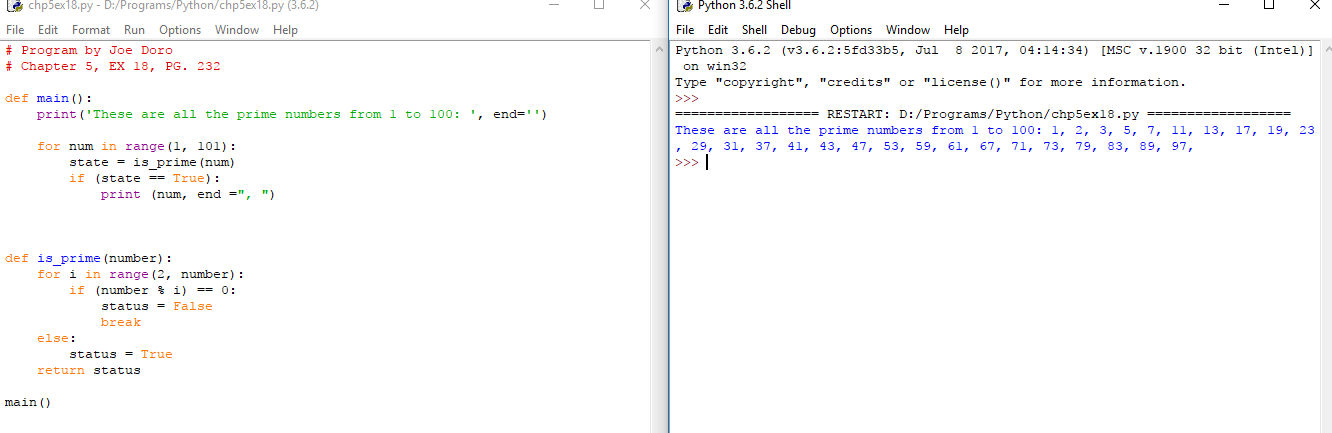 chp5ex18.py - D:/Programs/Python/chp5ex18.py (3.6.2)
File Edit Format Run Options Window Help
# Program by Joe Doro
# Chapter 5, EX 18, PG. 232
def main():
    print('These are all the prime numbers from 1 to 100: ', end='')
    for num in range(1, 101):
        state = is_prime(num)
        if (state == True):
            print (num, end =", ")
def is_prime(number):
    for i in range(2, number):
        if (number % i) == 0:
            status = False
            break
    else:
        status = True
    return status
main()
Python 3.6.2 Shell
File Edit Shell Debug Options Window Help
Python 3.6.2 (v3.6.2:5fd33b5, Jul  8 2017, 04:14:34) [MSC v.1900 32 bit (Intel)]
 on win32
Type "copyright", "credits" or "license()" for more information.
>>>
================== RESTART: D:/Programs/Python/chp5ex18.py ==================
These are all the prime numbers from 1 to 100: 1, 2, 3, 5, 7, 11, 13, 17, 19, 23
, 29, 31, 37, 41, 43, 47, 53, 59, 61, 67, 71, 73, 79, 83, 89, 97,
>>>